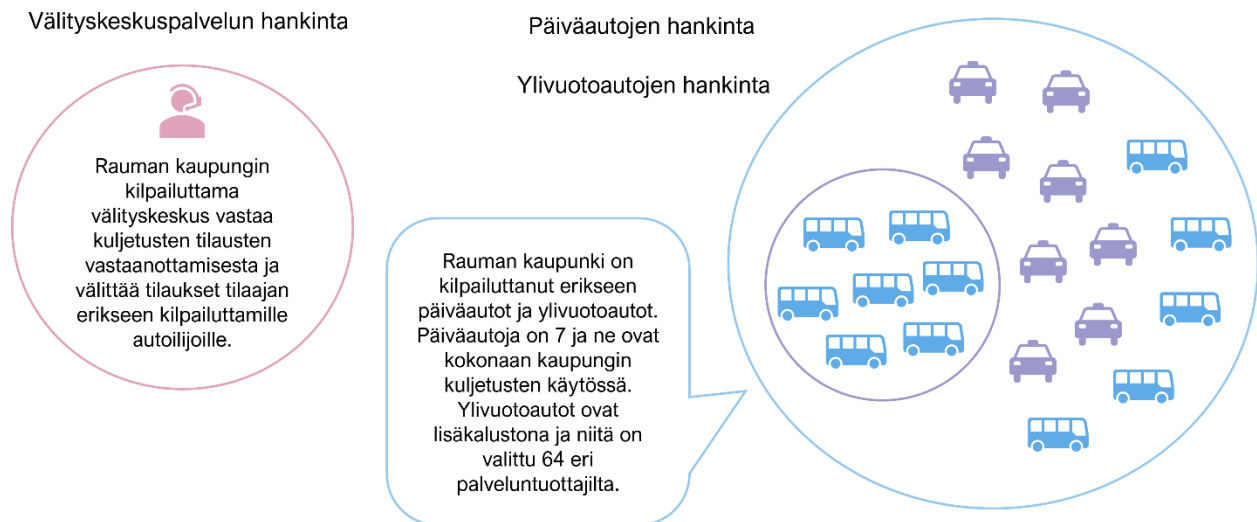 Välityskeskuspalvelun hankinta
Rauman kaupungin
kilpailuttama
välityskeskus vastaa
kuljetusten tilausten
vastaanottamisesta ja
välittää tilaukset tilaajan
erikseen kilpailuttamille
autoilijoille.
Päiväautojen hankinta
Ylivuotoautojen hankinta
Rauman kaupunki on
kilpailuttanut erikseen
päiväautot ja ylivuotoautot.
Päiväautoja on 7 ja ne ovat
kokonaan kaupungin
kuljetusten käytössä.
Ylivuotoautot ovat
lisäkalustona ja niitä on
valittu 64 eri
palveluntuottajilta.